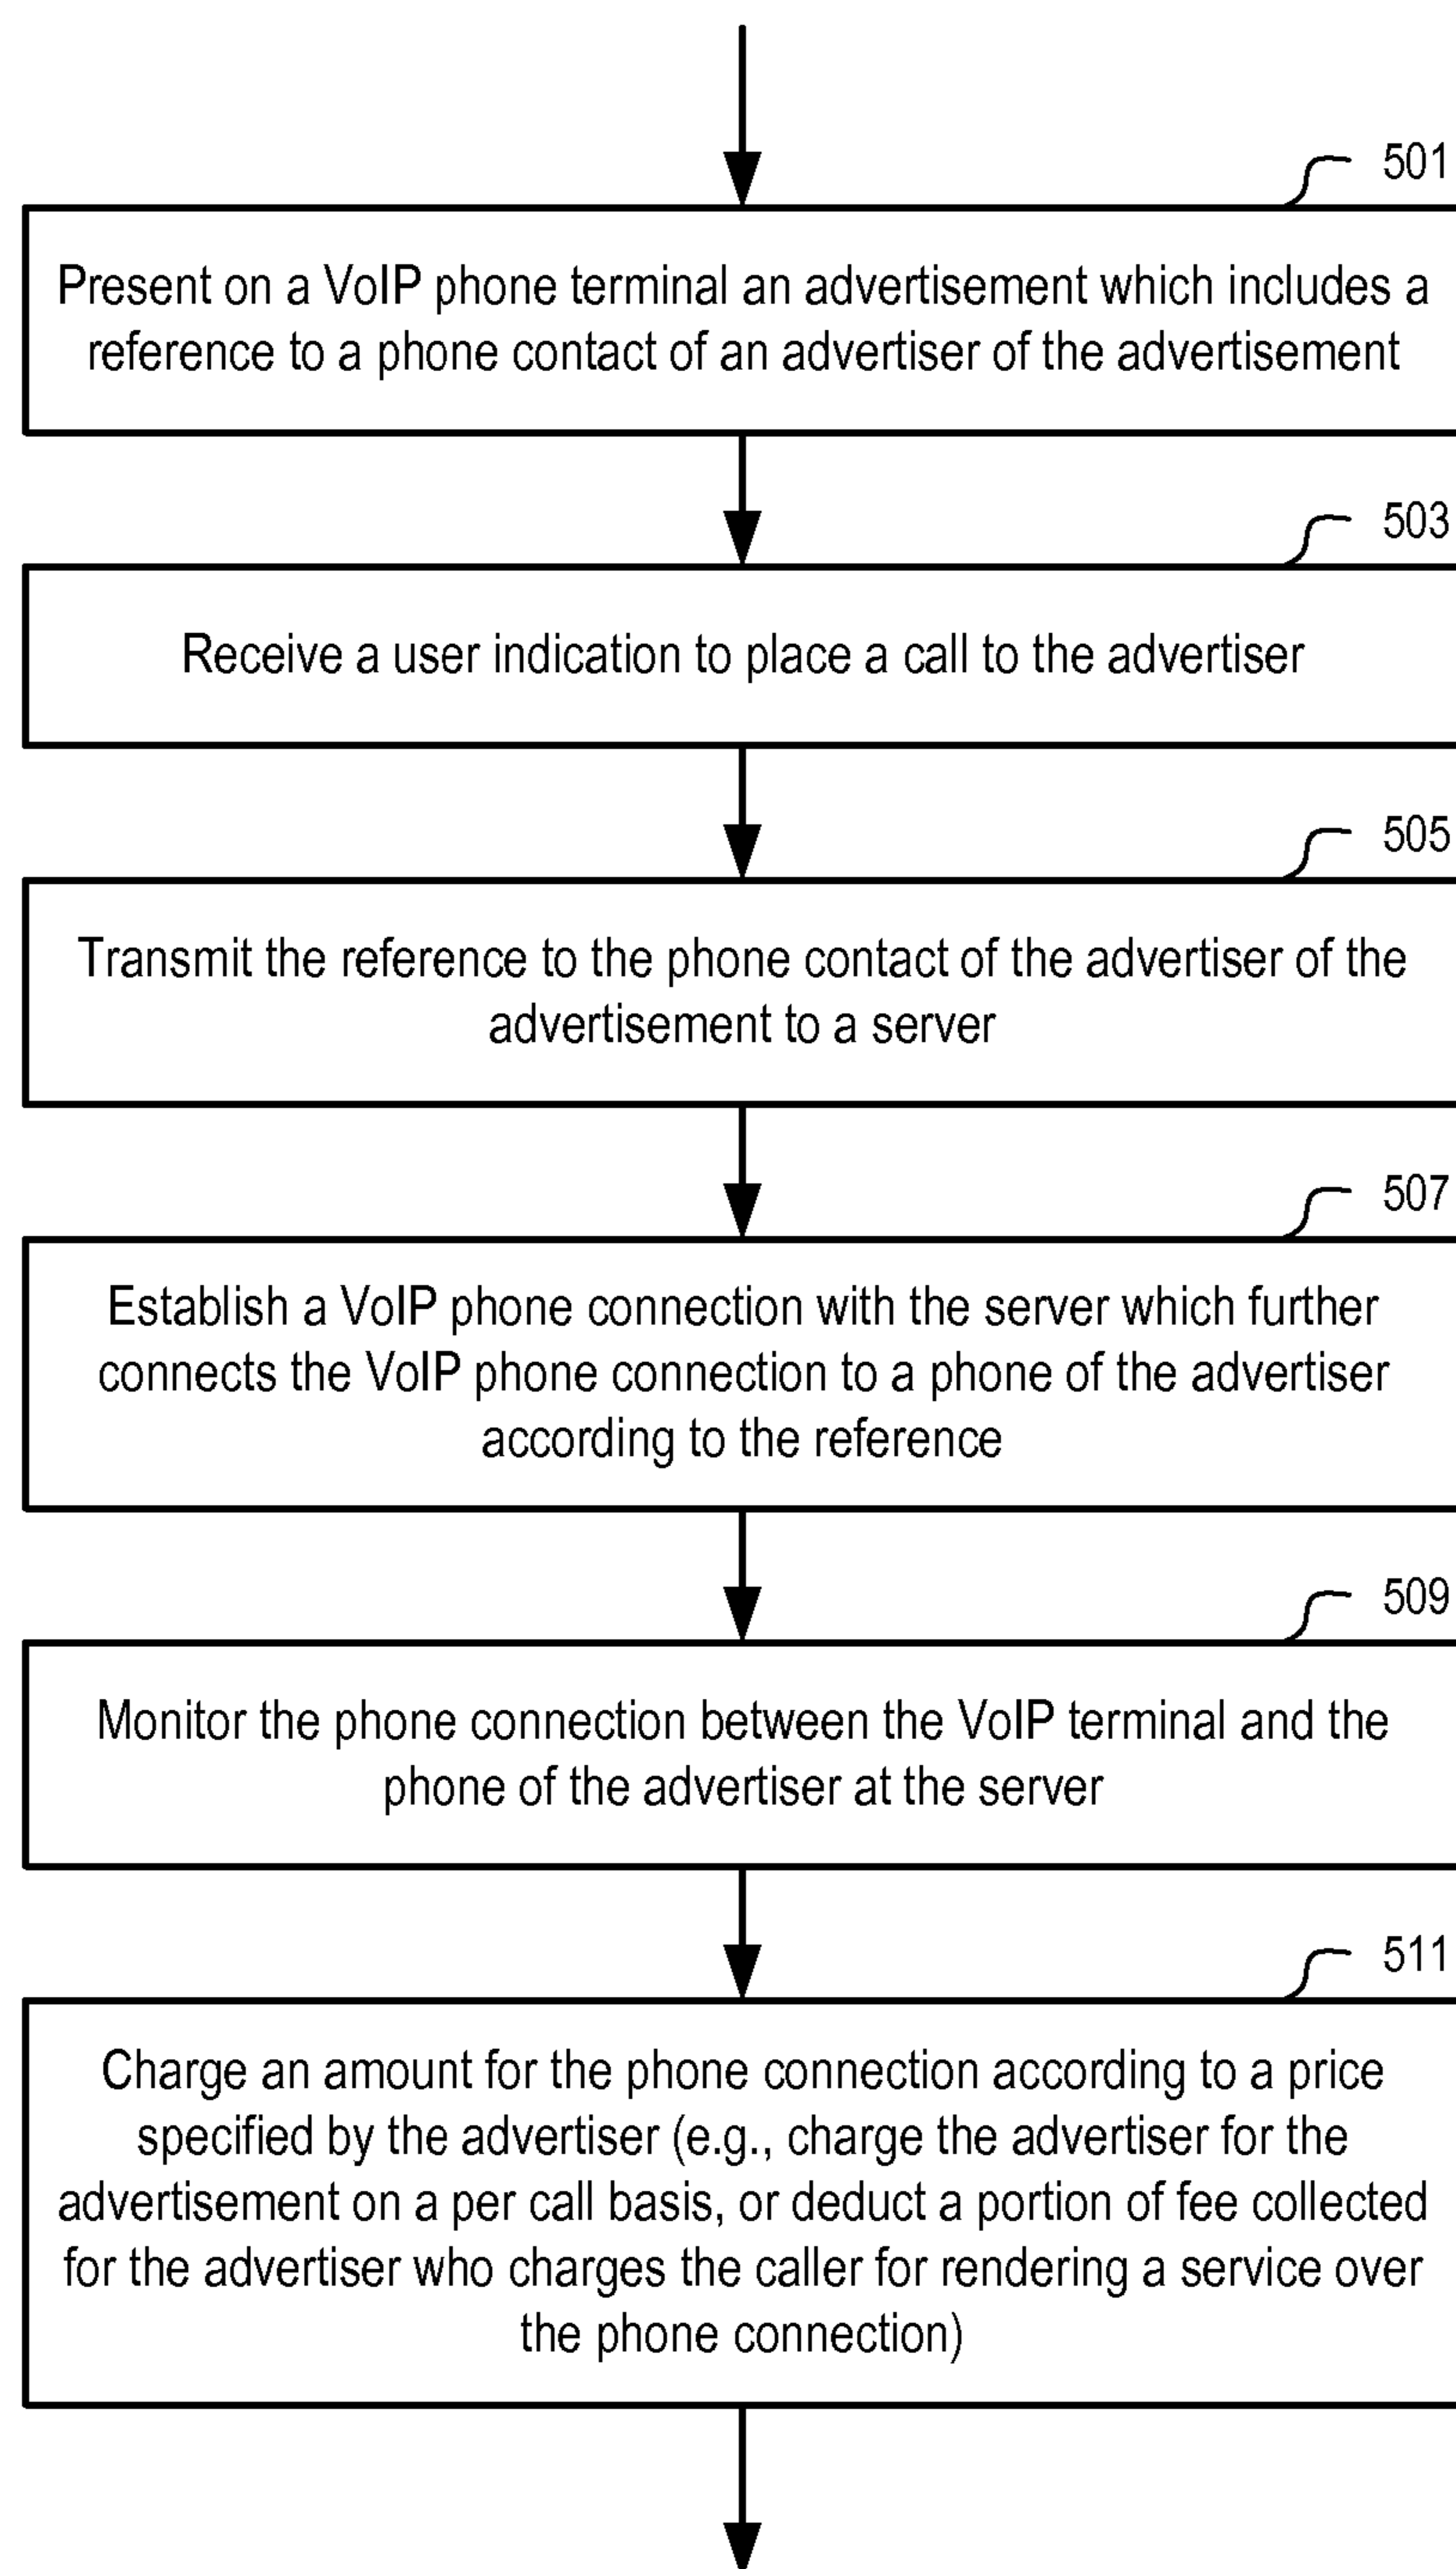 501
Present on a VoIP phone terminal an advertisement which includes a
reference to a phone contact of an advertiser of the advertisement
503
Receive a user indication to place a call to the advertiser
505
Transmit the reference to the phone contact of the advertiser of the
advertisement to a server
507
Establish a VoIP phone connection with the server which further
connects the VoIP phone connection to a phone of the advertiser
according to the reference
509
Monitor the phone connection between the VoIP terminal and the
phone of the advertiser at the server
511
Charge an amount for the phone connection according to a price
specified by the advertiser (e.g., charge the advertiser for the
advertisement on a per call basis, or deduct a portion of fee collected
for the advertiser who charges the caller for rendering a service over
the phone connection)